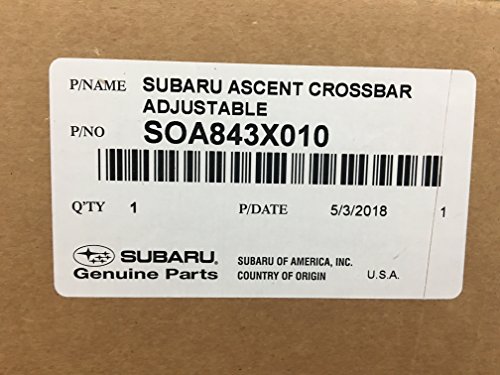 P/NAME SUBARU ASCENT CROSSBAR
ADJUSTABLE
P/NO SOA843X010
Q'TY 1 P/DATE 5/3/2018 1
SUBARU. SUBARU OF AMERICA, INC.
Genuine Parts COUNTRY OF ORIGIN U.S.A.